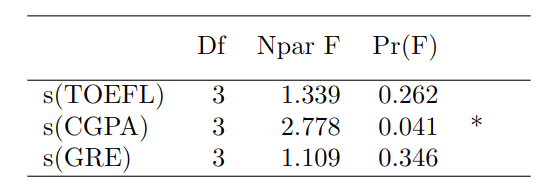 Df Npar F Pr(F)
s(TOEFL) 3 1.339 0.262
s(CGPA) 3 2.778 0.041 *
s(GRE) 3 1.109 0.346